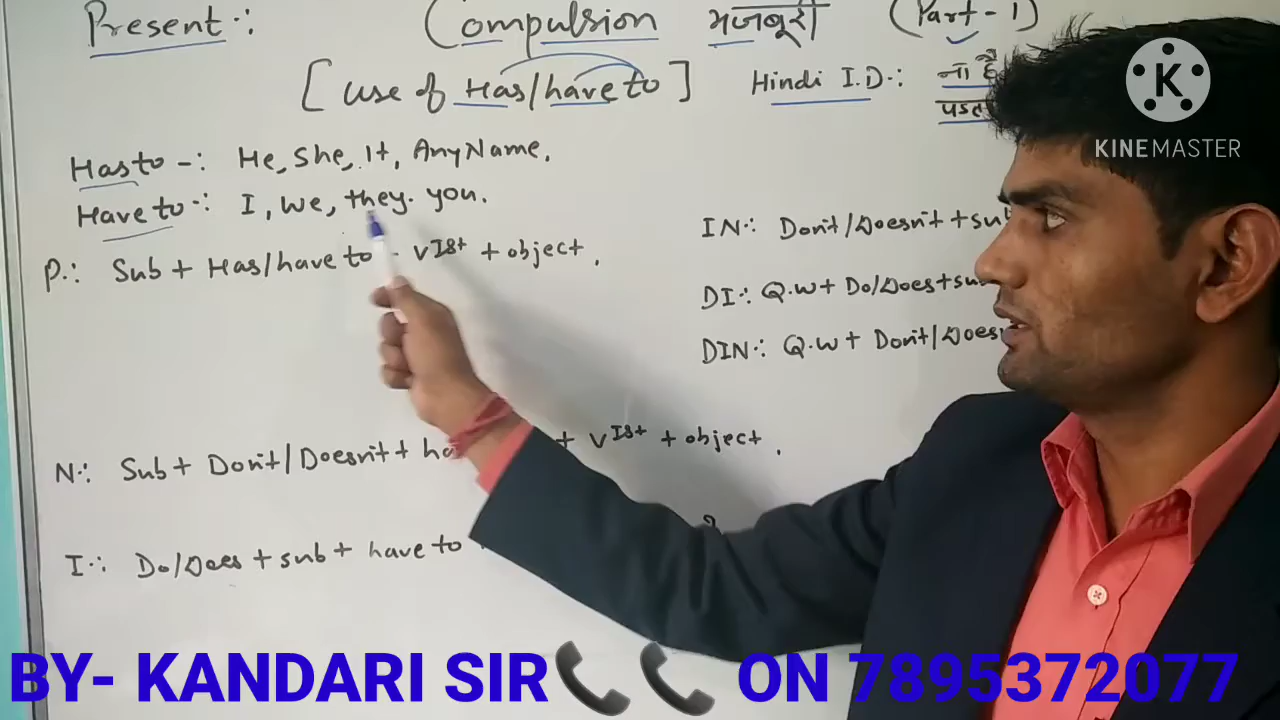 Present :-
Compulsion मजबूरी (Part - 1)
[use of Has/have to] Hindi I.D.:
ना है
Has to -: He, She, It, Any Name.
Have to -: I, we, they. you.
P.: Sub + Has/have to + VIst + object.
IN.: Don't/Doesn't + sub
DI.: Q.w + Do/Does + sub
DIN.: Q.w + Don't/Does
N.: Sub + Don't/Doesn't + ha + VIst + object.
I.: Do/Does + sub + have to
K
KINEMASTER
BY- KANDARI SIR📞📞 ON 7895372077